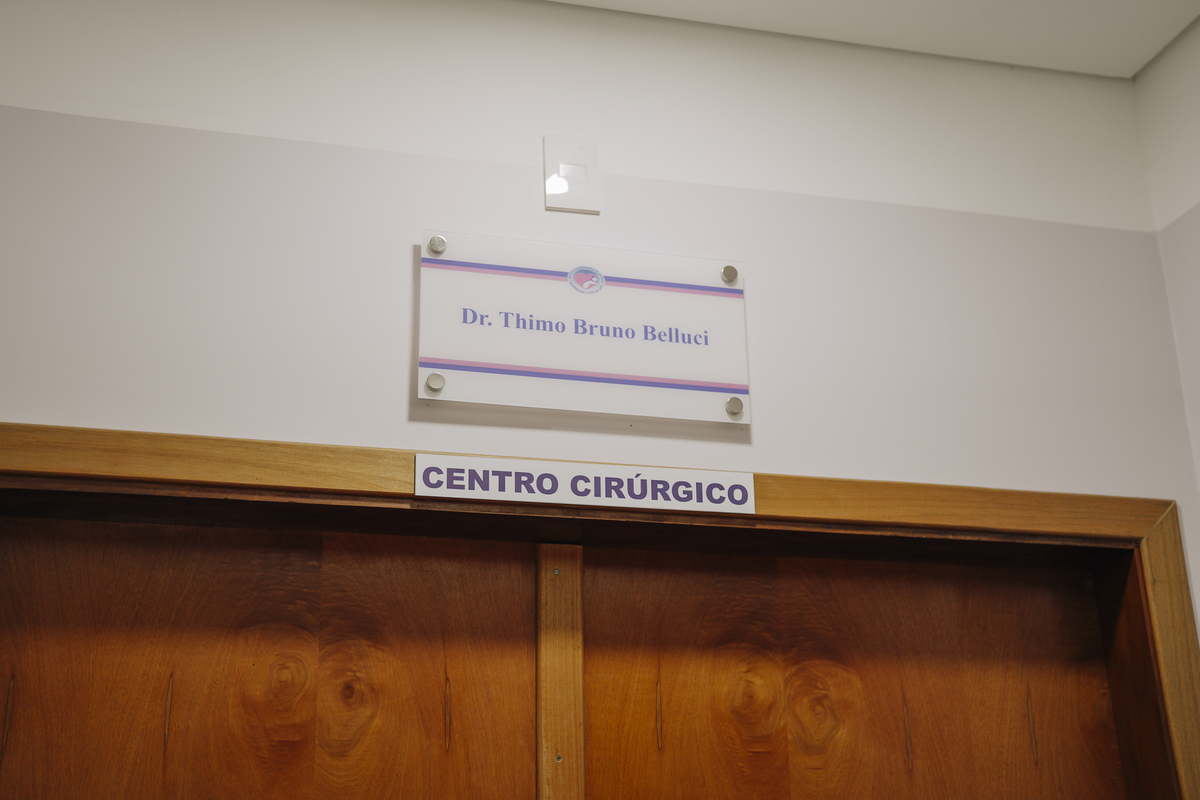 Dr. Thimo Bruno Belluci
CENTRO CIRÚRGICO